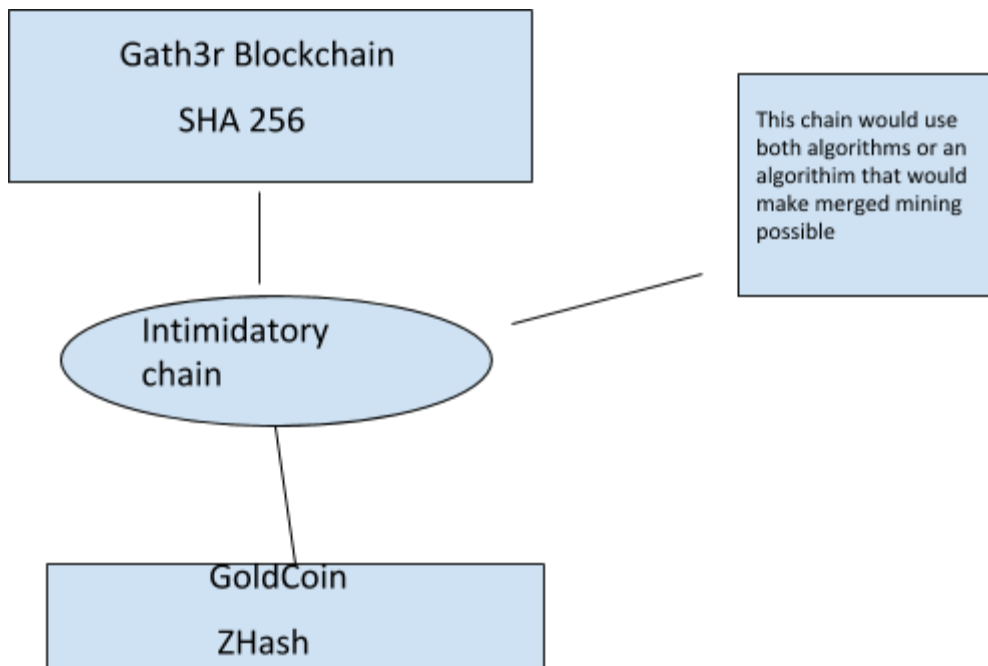 Gath3r Blockchain
SHA 256
This chain would use
both algorithms or an
algorithim that would
make merged mining
possible
Intimidatory
chain
GoldCoin
ZHash